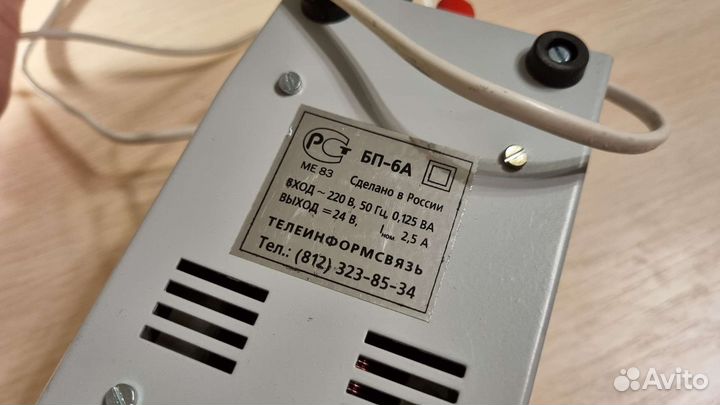 РСТ БП-6А
МЕ 83 Сделано в России
ВХОД ~ 220 В, 50 Гц, 0,125 ВА
ВЫХОД = 24 В, Iном 2,5 А
ТЕЛЕИНФОРМСВЯЗЬ
Тел.: (812) 323-85-34
Avito